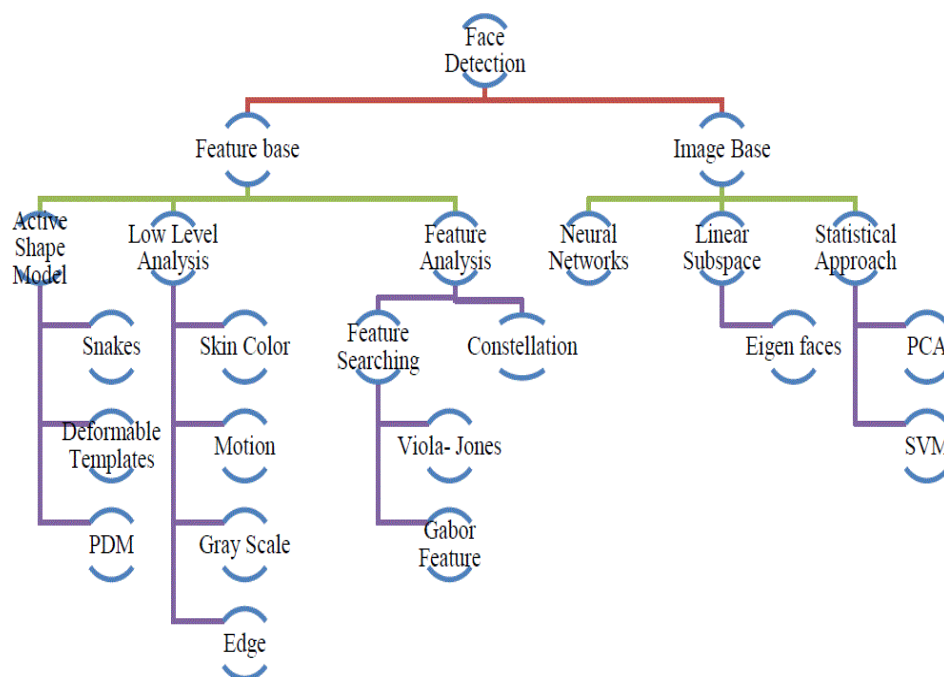 Face
Detection
Feature base
Image Base
Active
Shape
Model
Low Level
Analysis
Feature
Analysis
Neural
Networks
Linear
Subspace
Statistical
Approach
Snakes
Skin Color
Feature
Searching
Constellation
Eigen faces
PCA
Deformable
Templates
Motion
Viola- Jones
SVM
PDM
Gray Scale
Gabor
Feature
Edge